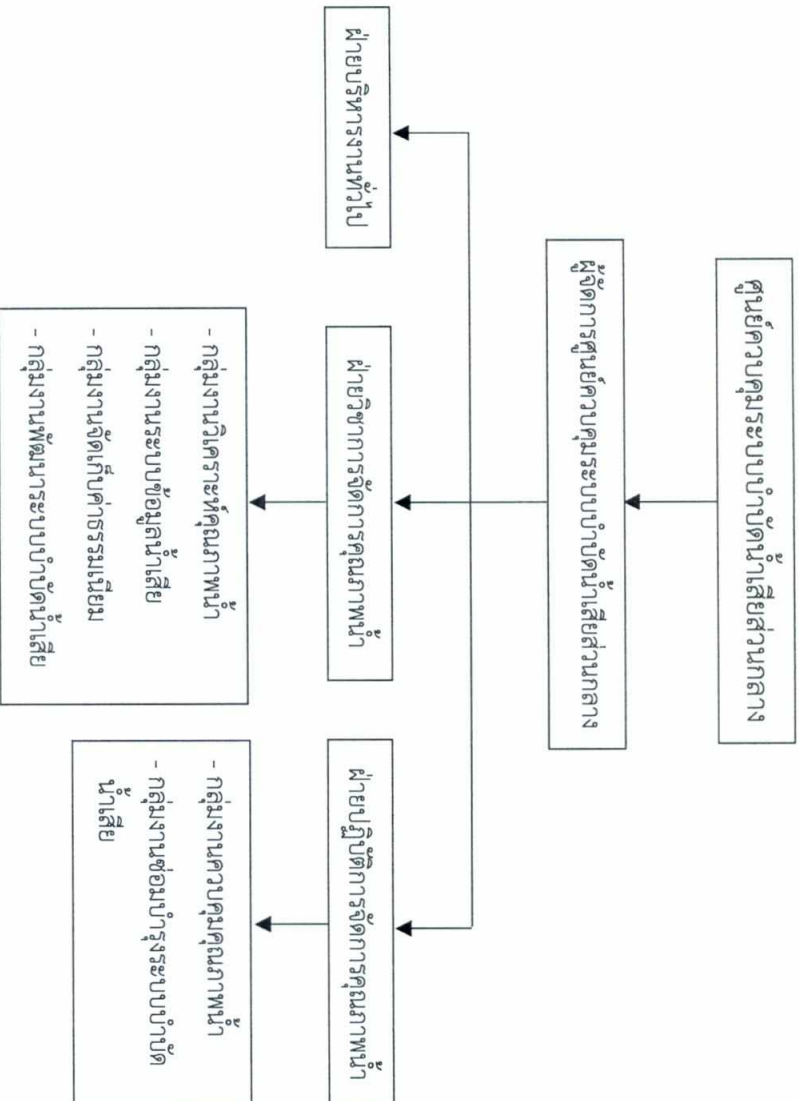 ศูนย์ควบคุมระบบบำบัดน้ำเสียส่วนกลาง
ผู้จัดการศูนย์ควบคุมระบบบำบัดน้ำเสียส่วนกลาง
ฝ่ายบริหารงานทั่วไป
ฝ่ายวิชาการจัดการคุณภาพน้ำ
ฝ่ายปฏิบัติการจัดการคุณภาพน้ำ
- กลุ่มงานวิเคราะห์คุณภาพน้ำ
- กลุ่มงานระบบข้อมูลน้ำเสีย
- กลุ่มงานจัดเก็บค่าธรรมเนียม
- กลุ่มงานพัฒนาระบบบำบัดน้ำเสีย
- กลุ่มงานควบคุมคุณภาพน้ำ
- กลุ่มงานซ่อมบำรุงระบบบำบัด
น้ำเสีย